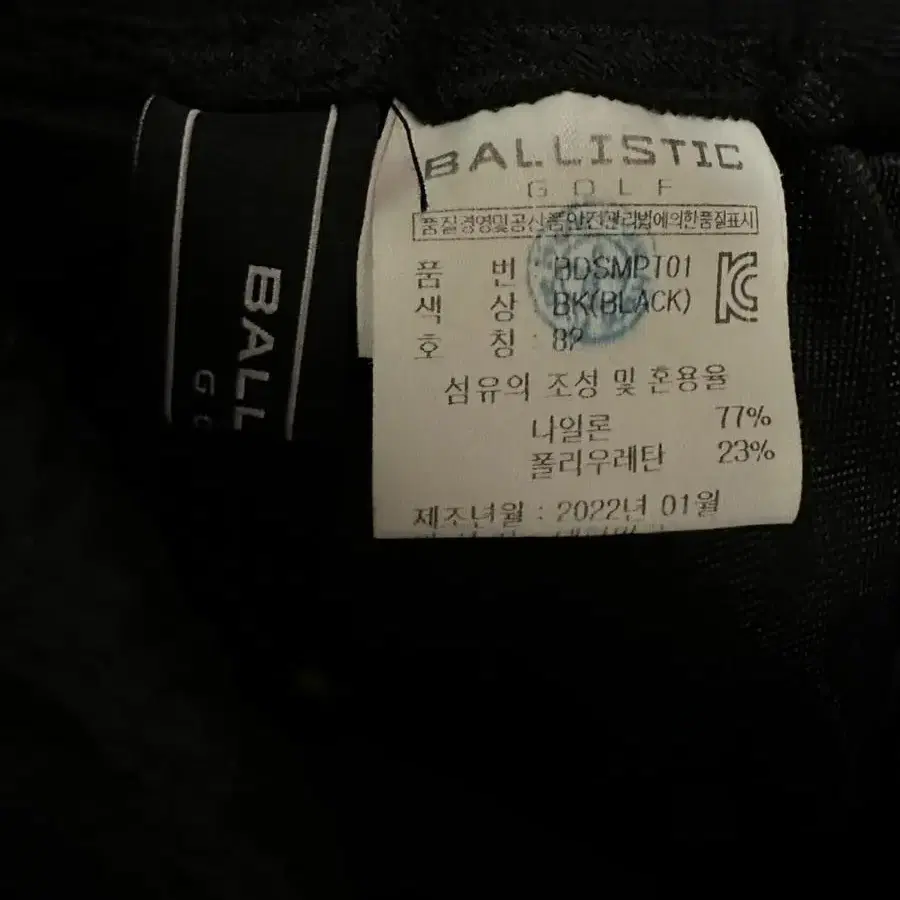 BALLISTIC
GOLF
품질경영및공산품안전관리법에의한품질표시
품 번 : BDSMPT01
색 상 : BK(BLACK)
호 칭 : 82
섬유의 조성 및 혼용율
나일론 77%
폴리우레탄 23%
제조년월 : 2022년 01월
BALL
G